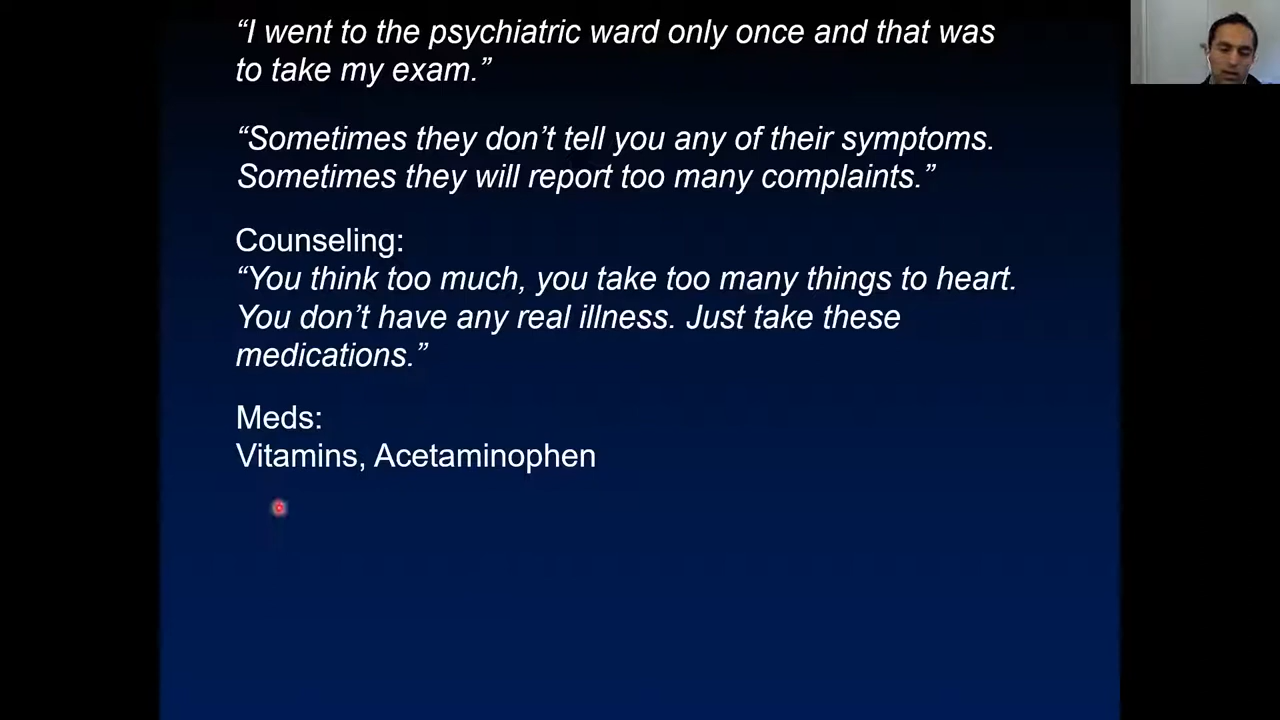 “I went to the psychiatric ward only once and that was
to take my exam.”
“Sometimes they don’t tell you any of their symptoms.
Sometimes they will report too many complaints.”
Counseling:
“You think too much, you take too many things to heart.
You don’t have any real illness. Just take these
medications.”
Meds:
Vitamins, Acetaminophen